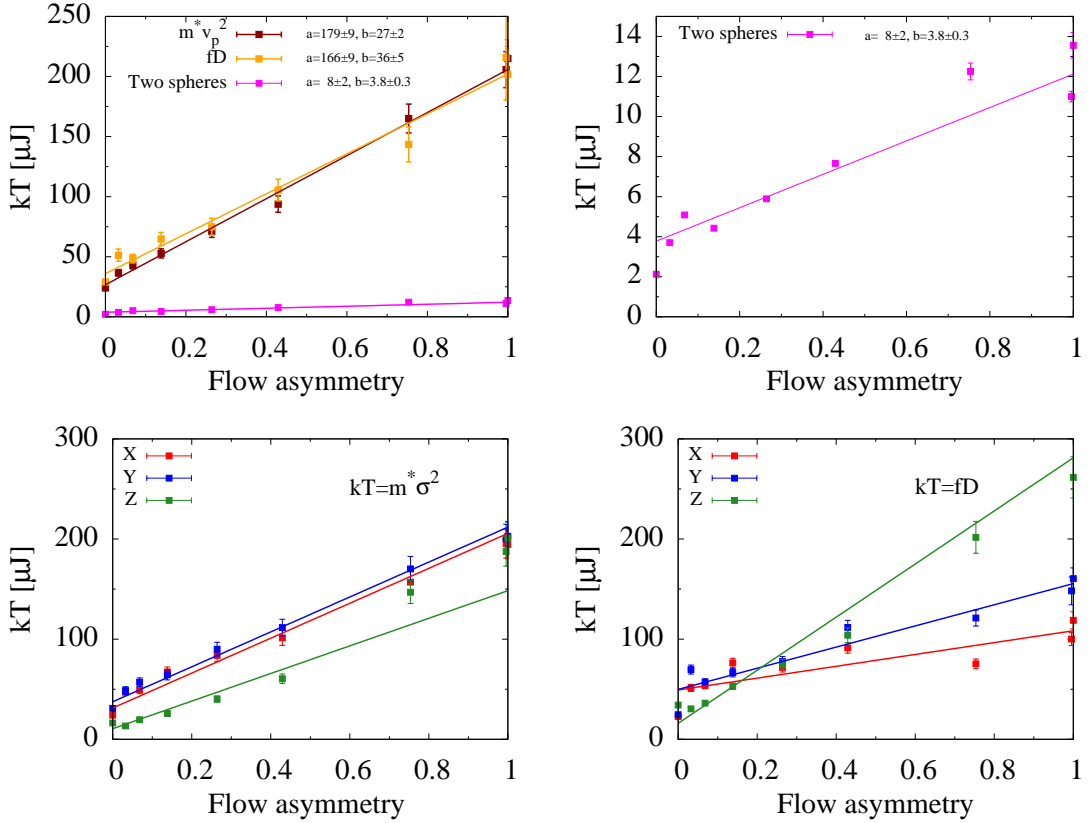 m*v_p^2 a=179±9, b=27±2
fD a=166±9, b=36±5
Two spheres a= 8±2, b=3.8±0.3
kT [μJ]
250
200
150
100
50
0
0 0.2 0.4 0.6 0.8 1
Flow asymmetry
Two spheres a= 8±2, b=3.8±0.3
kT [μJ]
14
12
10
8
6
4
2
0
0 0.2 0.4 0.6 0.8 1
Flow asymmetry
X
Y
Z
kT=m*σ²
kT [μJ]
300
200
100
0
0 0.2 0.4 0.6 0.8 1
Flow asymmetry
X
Y
Z
kT=fD
kT [μJ]
300
200
100
0
0 0.2 0.4 0.6 0.8 1
Flow asymmetry